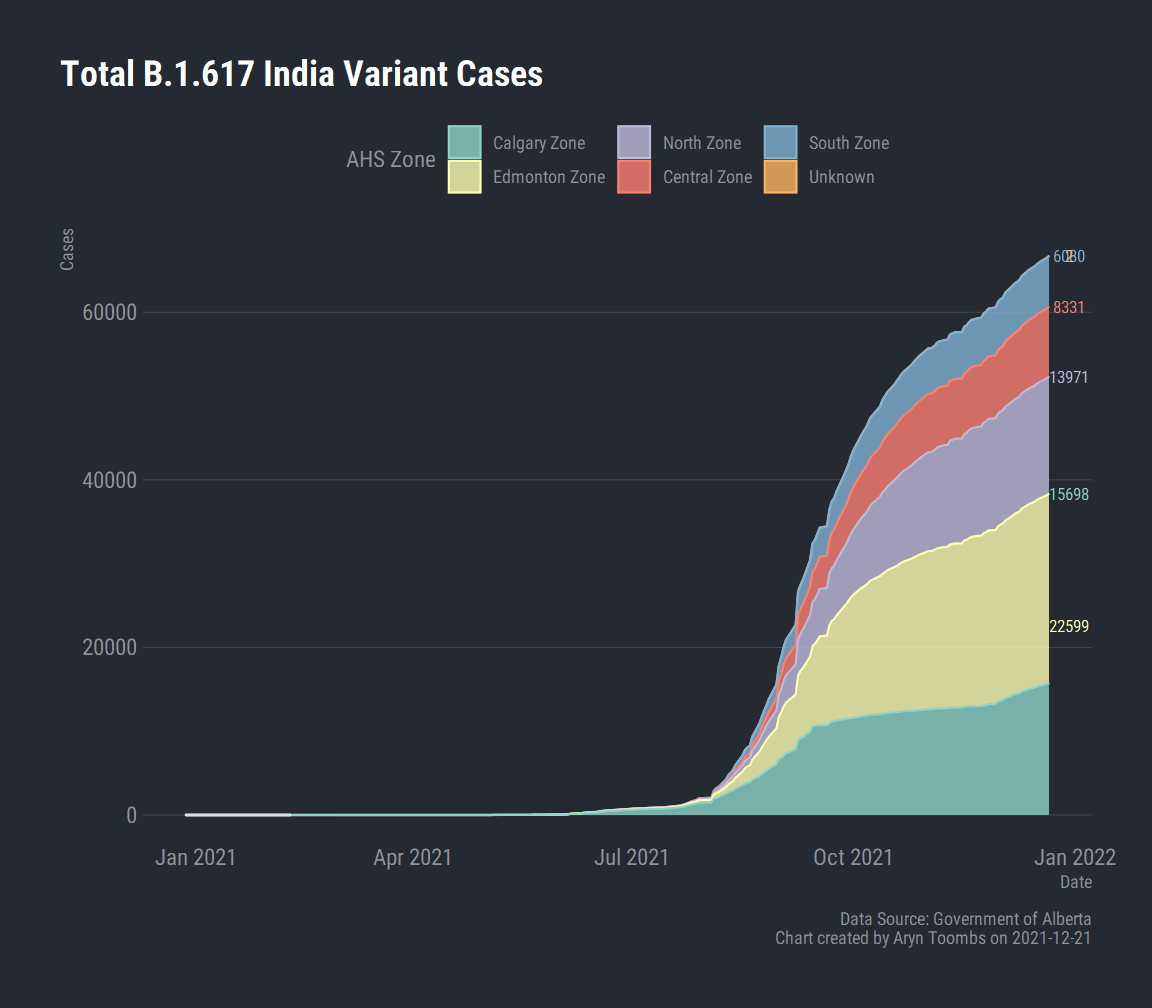 Total B.1.617 India Variant Cases
AHS Zone
Calgary Zone North Zone South Zone
Edmonton Zone Central Zone Unknown
Cases
6080
2
60000
8331
13971
40000
15698
22599
20000
0
Jan 2021 Apr 2021 Jul 2021 Oct 2021 Jan 2022
Date
Data Source: Government of Alberta
Chart created by Aryn Toombs on 2021-12-21